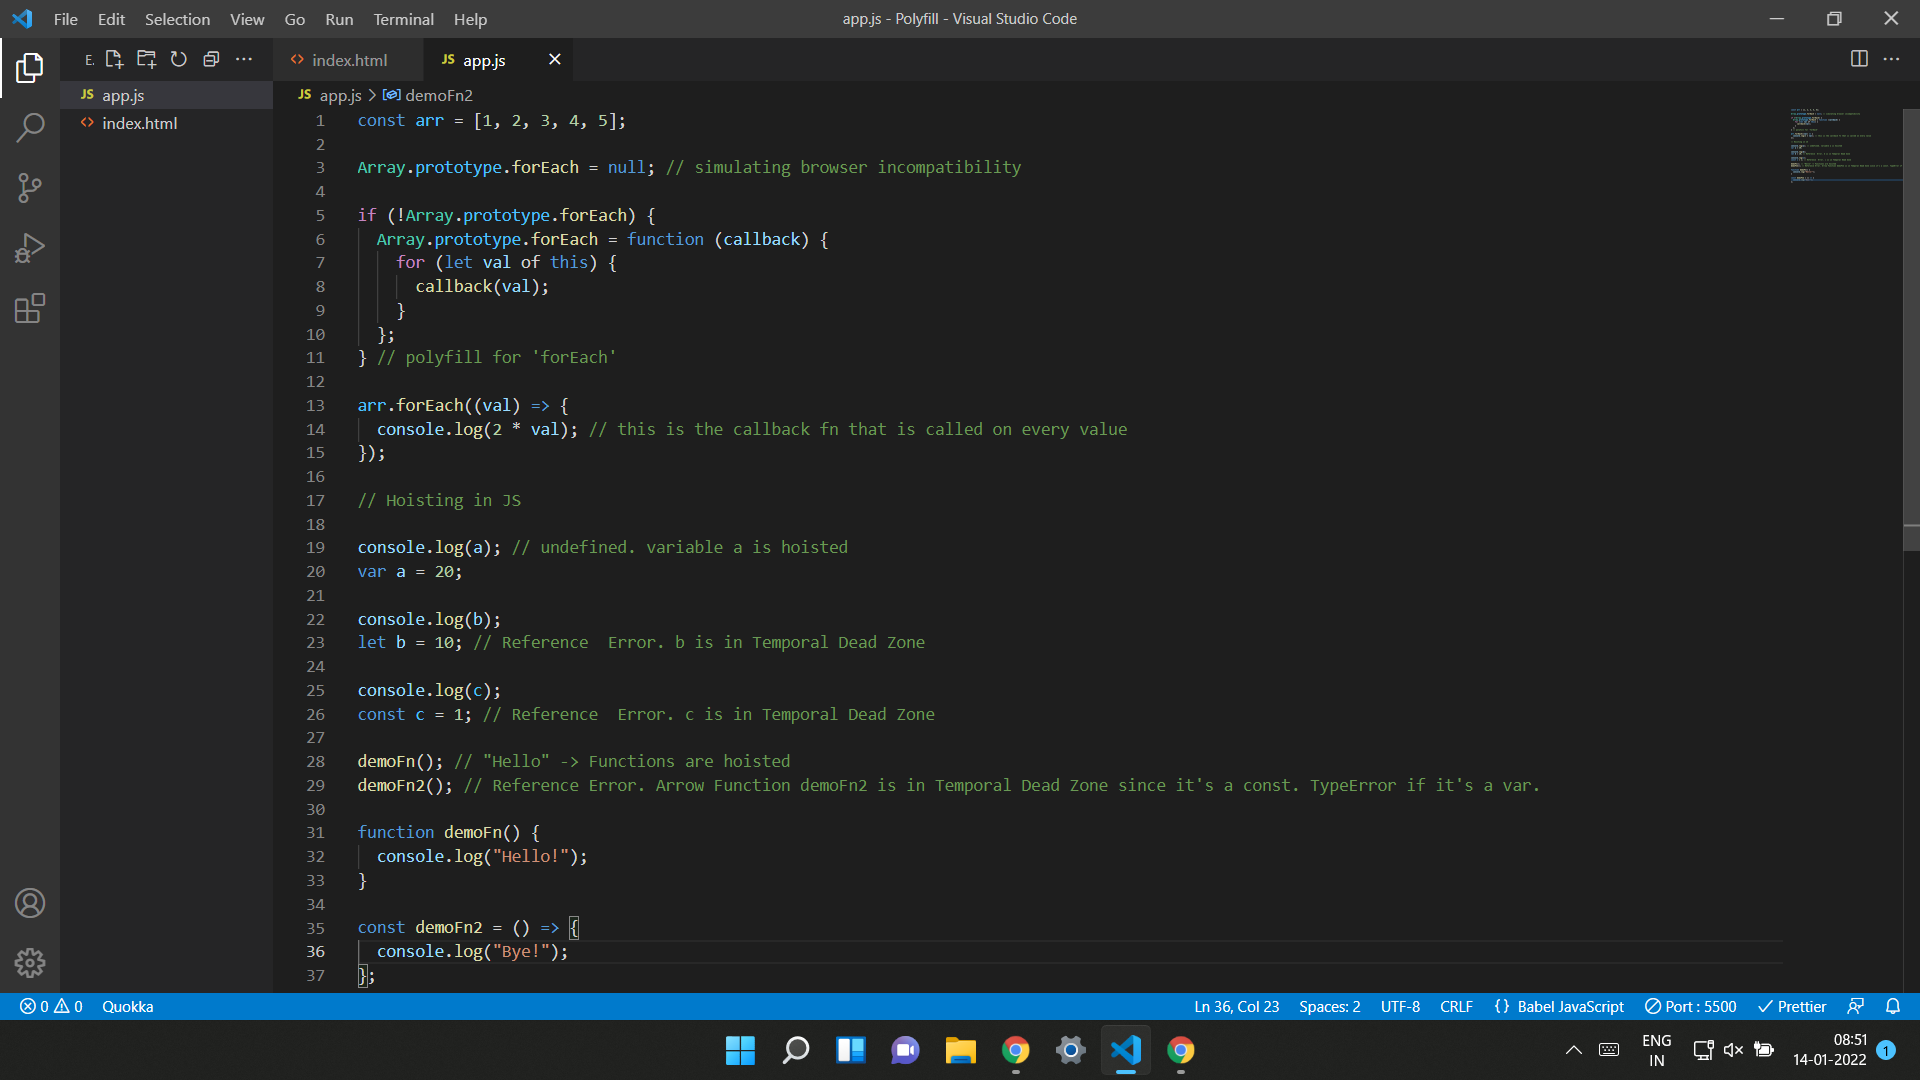 File Edit Selection View Go Run Terminal Help
app.js - Polyfill - Visual Studio Code
E.
index.html
JS app.js
JS app.js
index.html
JS app.js > demoFn2
1 const arr = [1, 2, 3, 4, 5];
2
3 Array.prototype.forEach = null; // simulating browser incompatibility
4
5 if (!Array.prototype.forEach) {
6 Array.prototype.forEach = function (callback) {
7 for (let val of this) {
8 callback(val);
9 }
10 };
11 } // polyfill for 'forEach'
12
13 arr.forEach((val) => {
14 console.log(2 * val); // this is the callback fn that is called on every value
15 });
16
17 // Hoisting in JS
18
19 console.log(a); // undefined. variable a is hoisted
20 var a = 20;
21
22 console.log(b);
23 let b = 10; // Reference  Error. b is in Temporal Dead Zone
24
25 console.log(c);
26 const c = 1; // Reference  Error. c is in Temporal Dead Zone
27
28 demoFn(); // "Hello" -> Functions are hoisted
29 demoFn2(); // Reference Error. Arrow Function demoFn2 is in Temporal Dead Zone since it's a const. TypeError if it's a var.
30
31 function demoFn() {
32 console.log("Hello!");
33 }
34
35 const demoFn2 = () => {
36 console.log("Bye!");
37 };
0 0 Quokka
Ln 36, Col 23 Spaces: 2 UTF-8 CRLF {} Babel JavaScript Port : 5500 Prettier
ENG
IN
08:51
14-01-2022
1